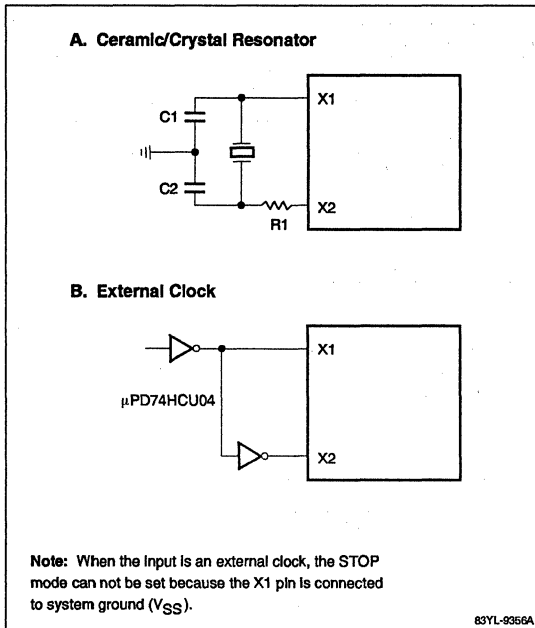 A. Ceramic/Crystal Resonator
X1
C1
C2
X2
R1
B. External Clock
X1
μPD74HCU04
X2
Note: When the input is an external clock, the STOP
mode can not be set because the X1 pin is connected
to system ground (VSS).
83YL-9356A